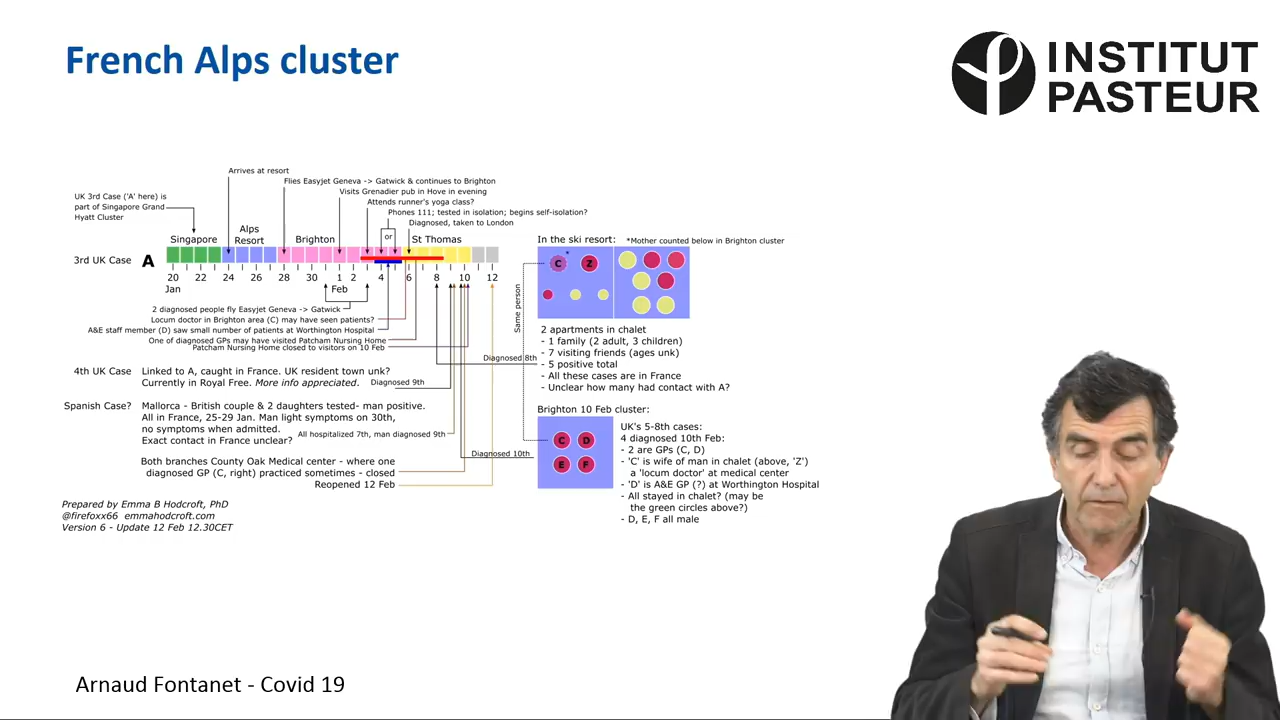 French Alps cluster
INSTITUT
PASTEUR
Arrives at resort
Flies Easyjet Geneva -> Gatwick & continues to Brighton
Visits Grenadier pub in Hove in evening
Attends runner's yoga class?
Phones 111; tested in isolation; begins self-isolation?
Diagnosed, taken to London
or
UK 3rd Case ('A' here) is
part of Singapore Grand
Hyatt Cluster
Singapore
Alps
Resort
Brighton
St Thomas
3rd UK Case
A
20 22 24 26 28 30 1 2 4 6 8 10 12
Jan
Feb
2 diagnosed people fly Easyjet Geneva -> Gatwick
Locum doctor in Brighton area (C) may have seen patients?
A&E staff member (D) saw small number of patients at Worthington Hospital
One of diagnosed GPs may have visited Patcham Nursing Home
Patcham Nursing Home closed to visitors on 10 Feb
Diagnosed 8th
4th UK Case
Linked to A, caught in France. UK resident town unk?
Currently in Royal Free. More info appreciated.
Diagnosed 9th
Spanish Case?
Mallorca - British couple & 2 daughters tested- man positive.
All in France, 25-29 Jan. Man light symptoms on 30th,
no symptoms when admitted.
Exact contact in France unclear?
All hospitalized 7th, man diagnosed 9th
Diagnosed 10th
Both branches County Oak Medical center - where one
diagnosed GP (C, right) practiced sometimes - closed
Reopened 12 Feb
Prepared by Emma B Hodcroft, PhD
@firefoxx66 emmahodcroft.com
Version 6 - Update 12 Feb 12.30CET
In the ski resort:
*Mother counted below in Brighton cluster
C
*
Z
Same person
2 apartments in chalet
- 1 family (2 adult, 3 children)
- 7 visiting friends (ages unk)
- 5 positive total
- All these cases are in France
- Unclear how many had contact with A?
Brighton 10 Feb cluster:
C D
E F
UK's 5-8th cases:
4 diagnosed 10th Feb:
- 2 are GPs (C, D)
- 'C' is wife of man in chalet (above, 'Z')
a 'locum doctor' at medical center
- 'D' is A&E GP (?) at Worthington Hospital
- All stayed in chalet? (may be
the green circles above?)
- D, E, F all male
Arnaud Fontanet - Covid 19